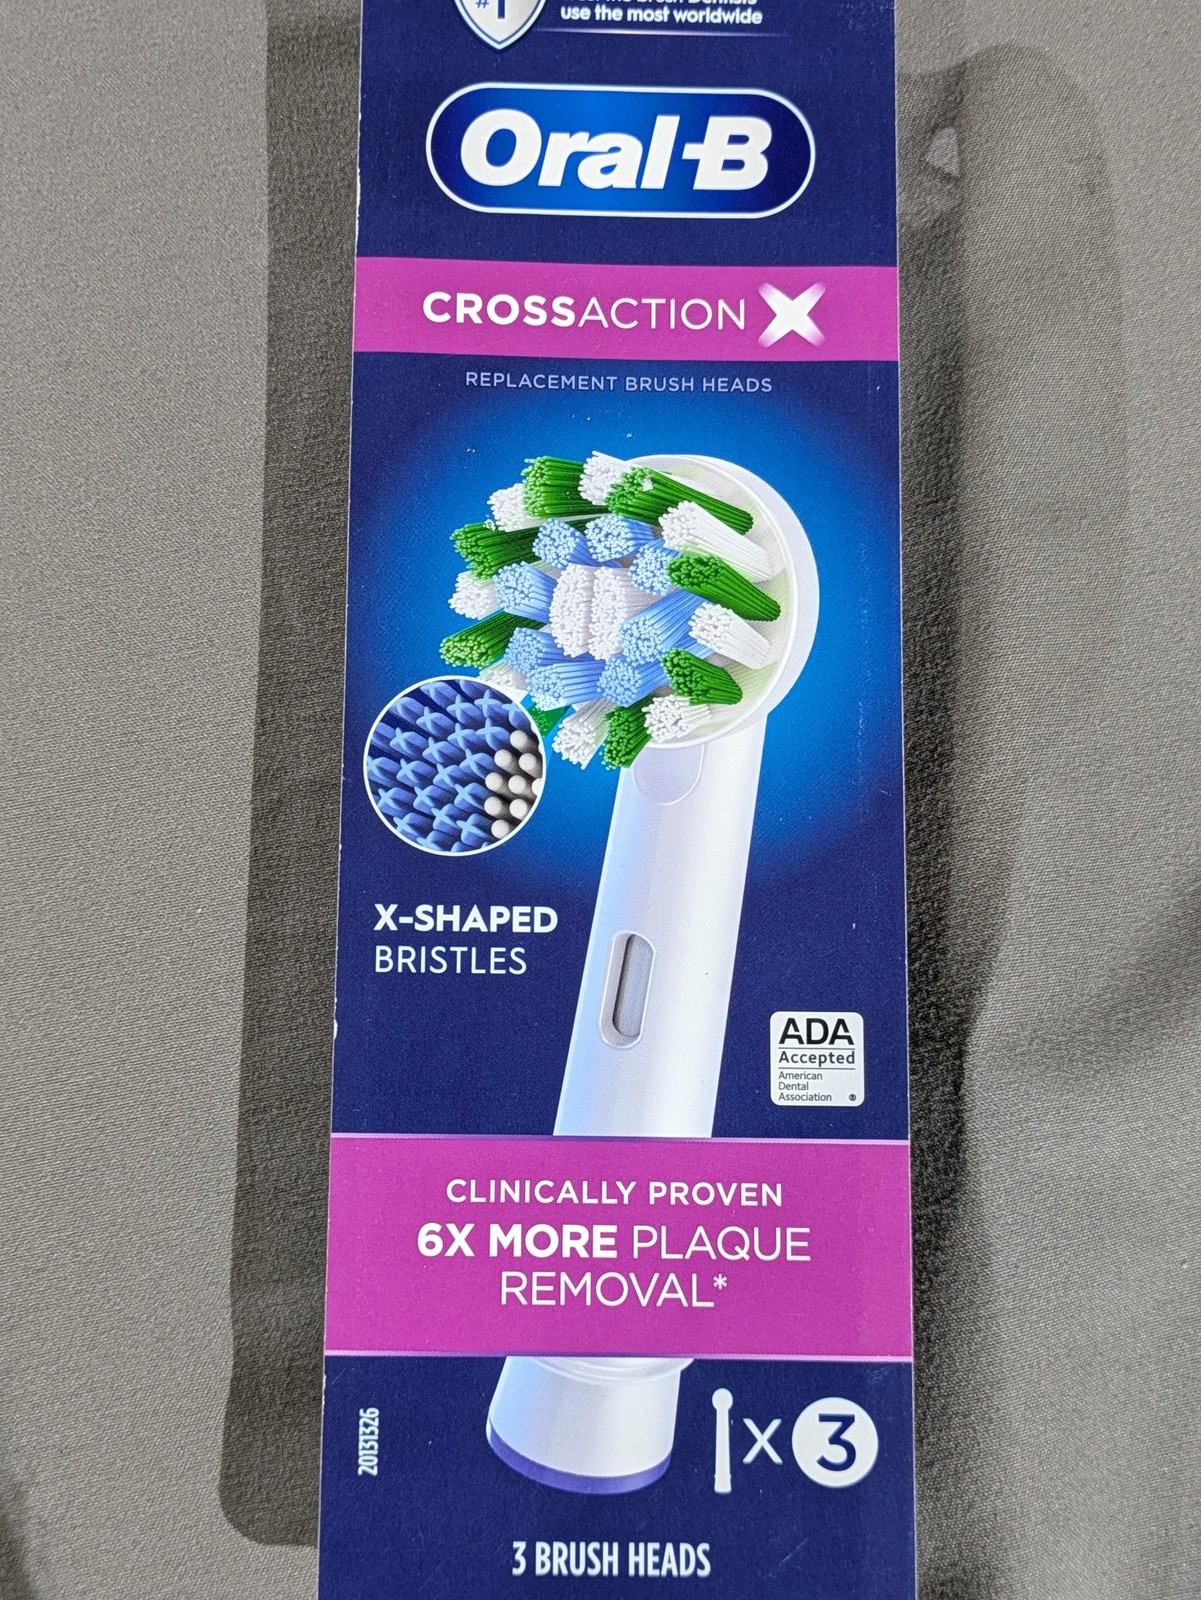 #1
use the most worldwide
Oral-B
CROSSACTION X
REPLACEMENT BRUSH HEADS
X-SHAPED
BRISTLES
ADA
Accepted
American
Dental
Association ®
CLINICALLY PROVEN
6X MORE PLAQUE
REMOVAL*
20131326
X 3
3 BRUSH HEADS